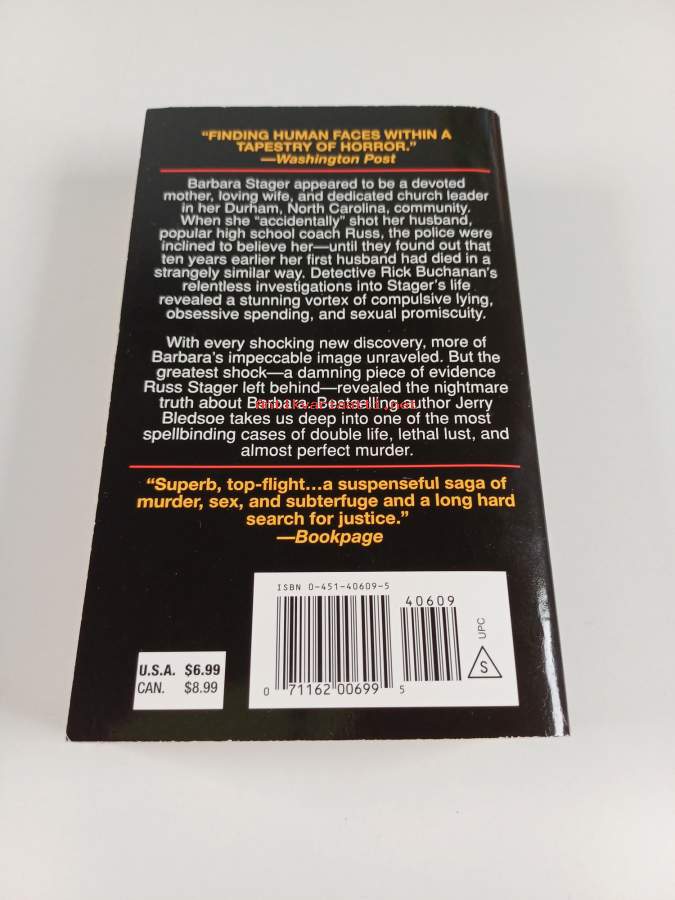 “FINDING HUMAN FACES WITHIN A
TAPESTRY OF HORROR.”
—Washington Post
Barbara Stager appeared to be a devoted
mother, loving wife, and dedicated church leader
in her Durham, North Carolina, community.
When she “accidentally” shot her husband,
popular high school coach Russ, the police were
inclined to believe her—until they found out that
ten years earlier her first husband had died in a
strangely similar way. Detective Rick Buchanan’s
relentless investigations into Stager’s life
revealed a stunning vortex of compulsive lying,
obsessive spending, and sexual promiscuity.
With every shocking new discovery, more of
Barbara’s impeccable image unraveled. But the
greatest shock—a damning piece of evidence
Russ Stager left behind—revealed the nightmare
truth about Barbara. Bestselling author Jerry
Bledsoe takes us deep into one of the most
spellbinding cases of double life, lethal lust, and
almost perfect murder.
“Superb, top-flight...a suspenseful saga of
murder, sex, and subterfuge and a long hard
search for justice.”
—Bookpage
ISBN 0-451-40609-5
40609
UPC
S
0 71162 00699 5
U.S.A. $6.99
CAN. $8.99